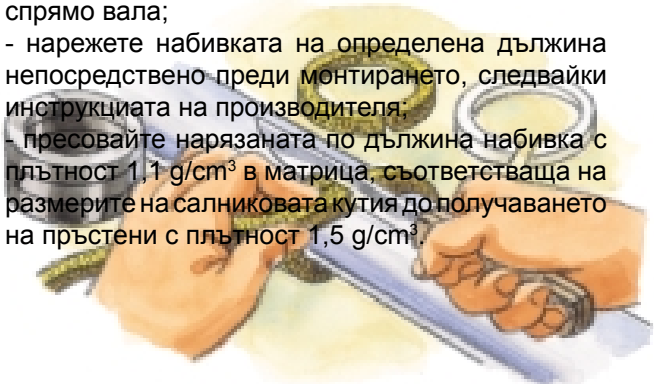 спрямо вала;
- нарежете набивката на определена дължина
непосредствено преди монтирането, следвайки
инструкциата на производителя;
- пресовайте нарязаната по дължина набивка с
плътност 1,1 g/cm³ в матрица, съответстваща на
размерите на салниковата кутия до получаването
на пръстени с плътност 1,5 g/cm³.